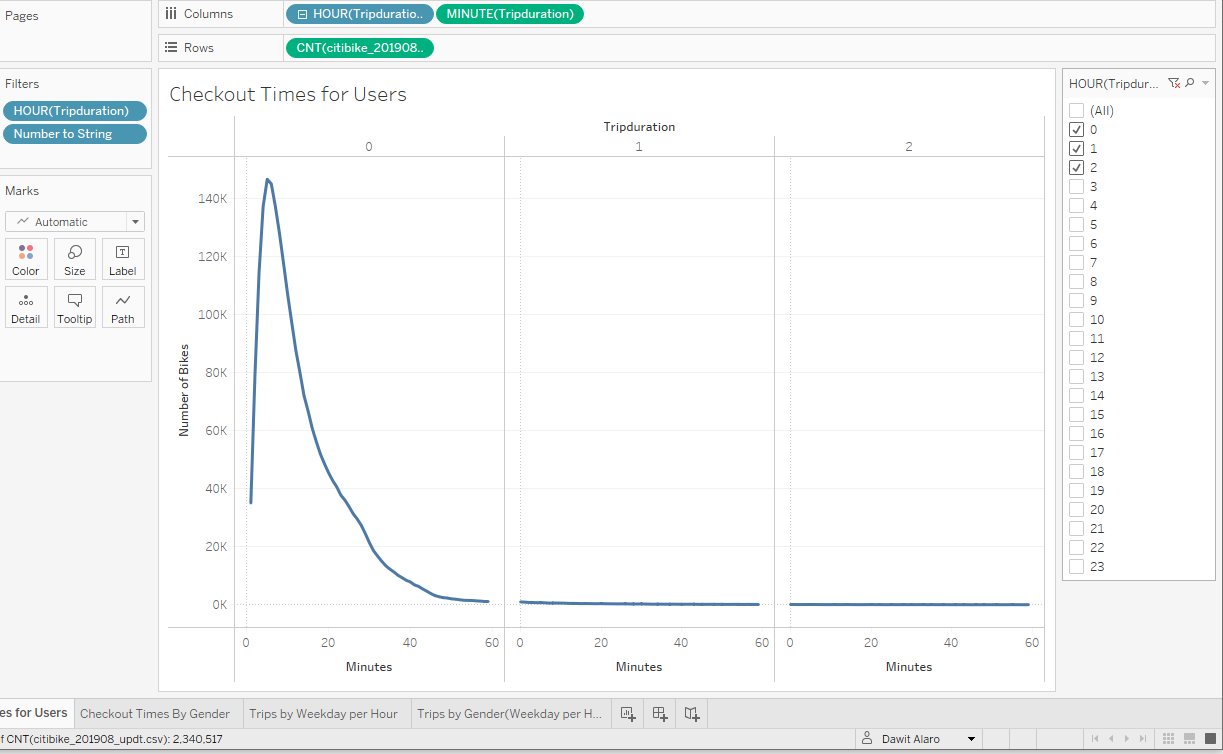 Pages
Columns
HOUR(Tripduratio..
MINUTE(Tripduration)
Rows
CNT(citibike_201908..
Filters
HOUR(Tripduration)
Number to String
Marks
Automatic
Color
Size
Label
Detail
Tooltip
Path
Checkout Times for Users
Tripduration
0
1
2
Number of Bikes
140K
120K
100K
80K
60K
40K
20K
0K
0 20 40 60
0 20 40 60
0 20 40 60
Minutes
Minutes
Minutes
HOUR(Tripdur...
(All)
0
1
2
3
4
5
6
7
8
9
10
11
12
13
14
15
16
17
18
19
20
21
22
23
es for Users
Checkout Times By Gender
Trips by Weekday per Hour
Trips by Gender(Weekday per H...
f CNT(citibike_201908_updt.csv): 2,340,517
Dawit Alaro